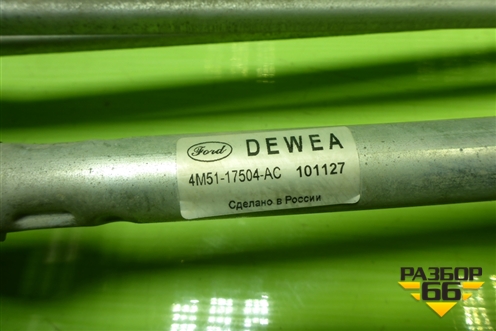 Ford DEWEA
4M51-17504-AC 101127
Сделано в России
РАЗБОР
66